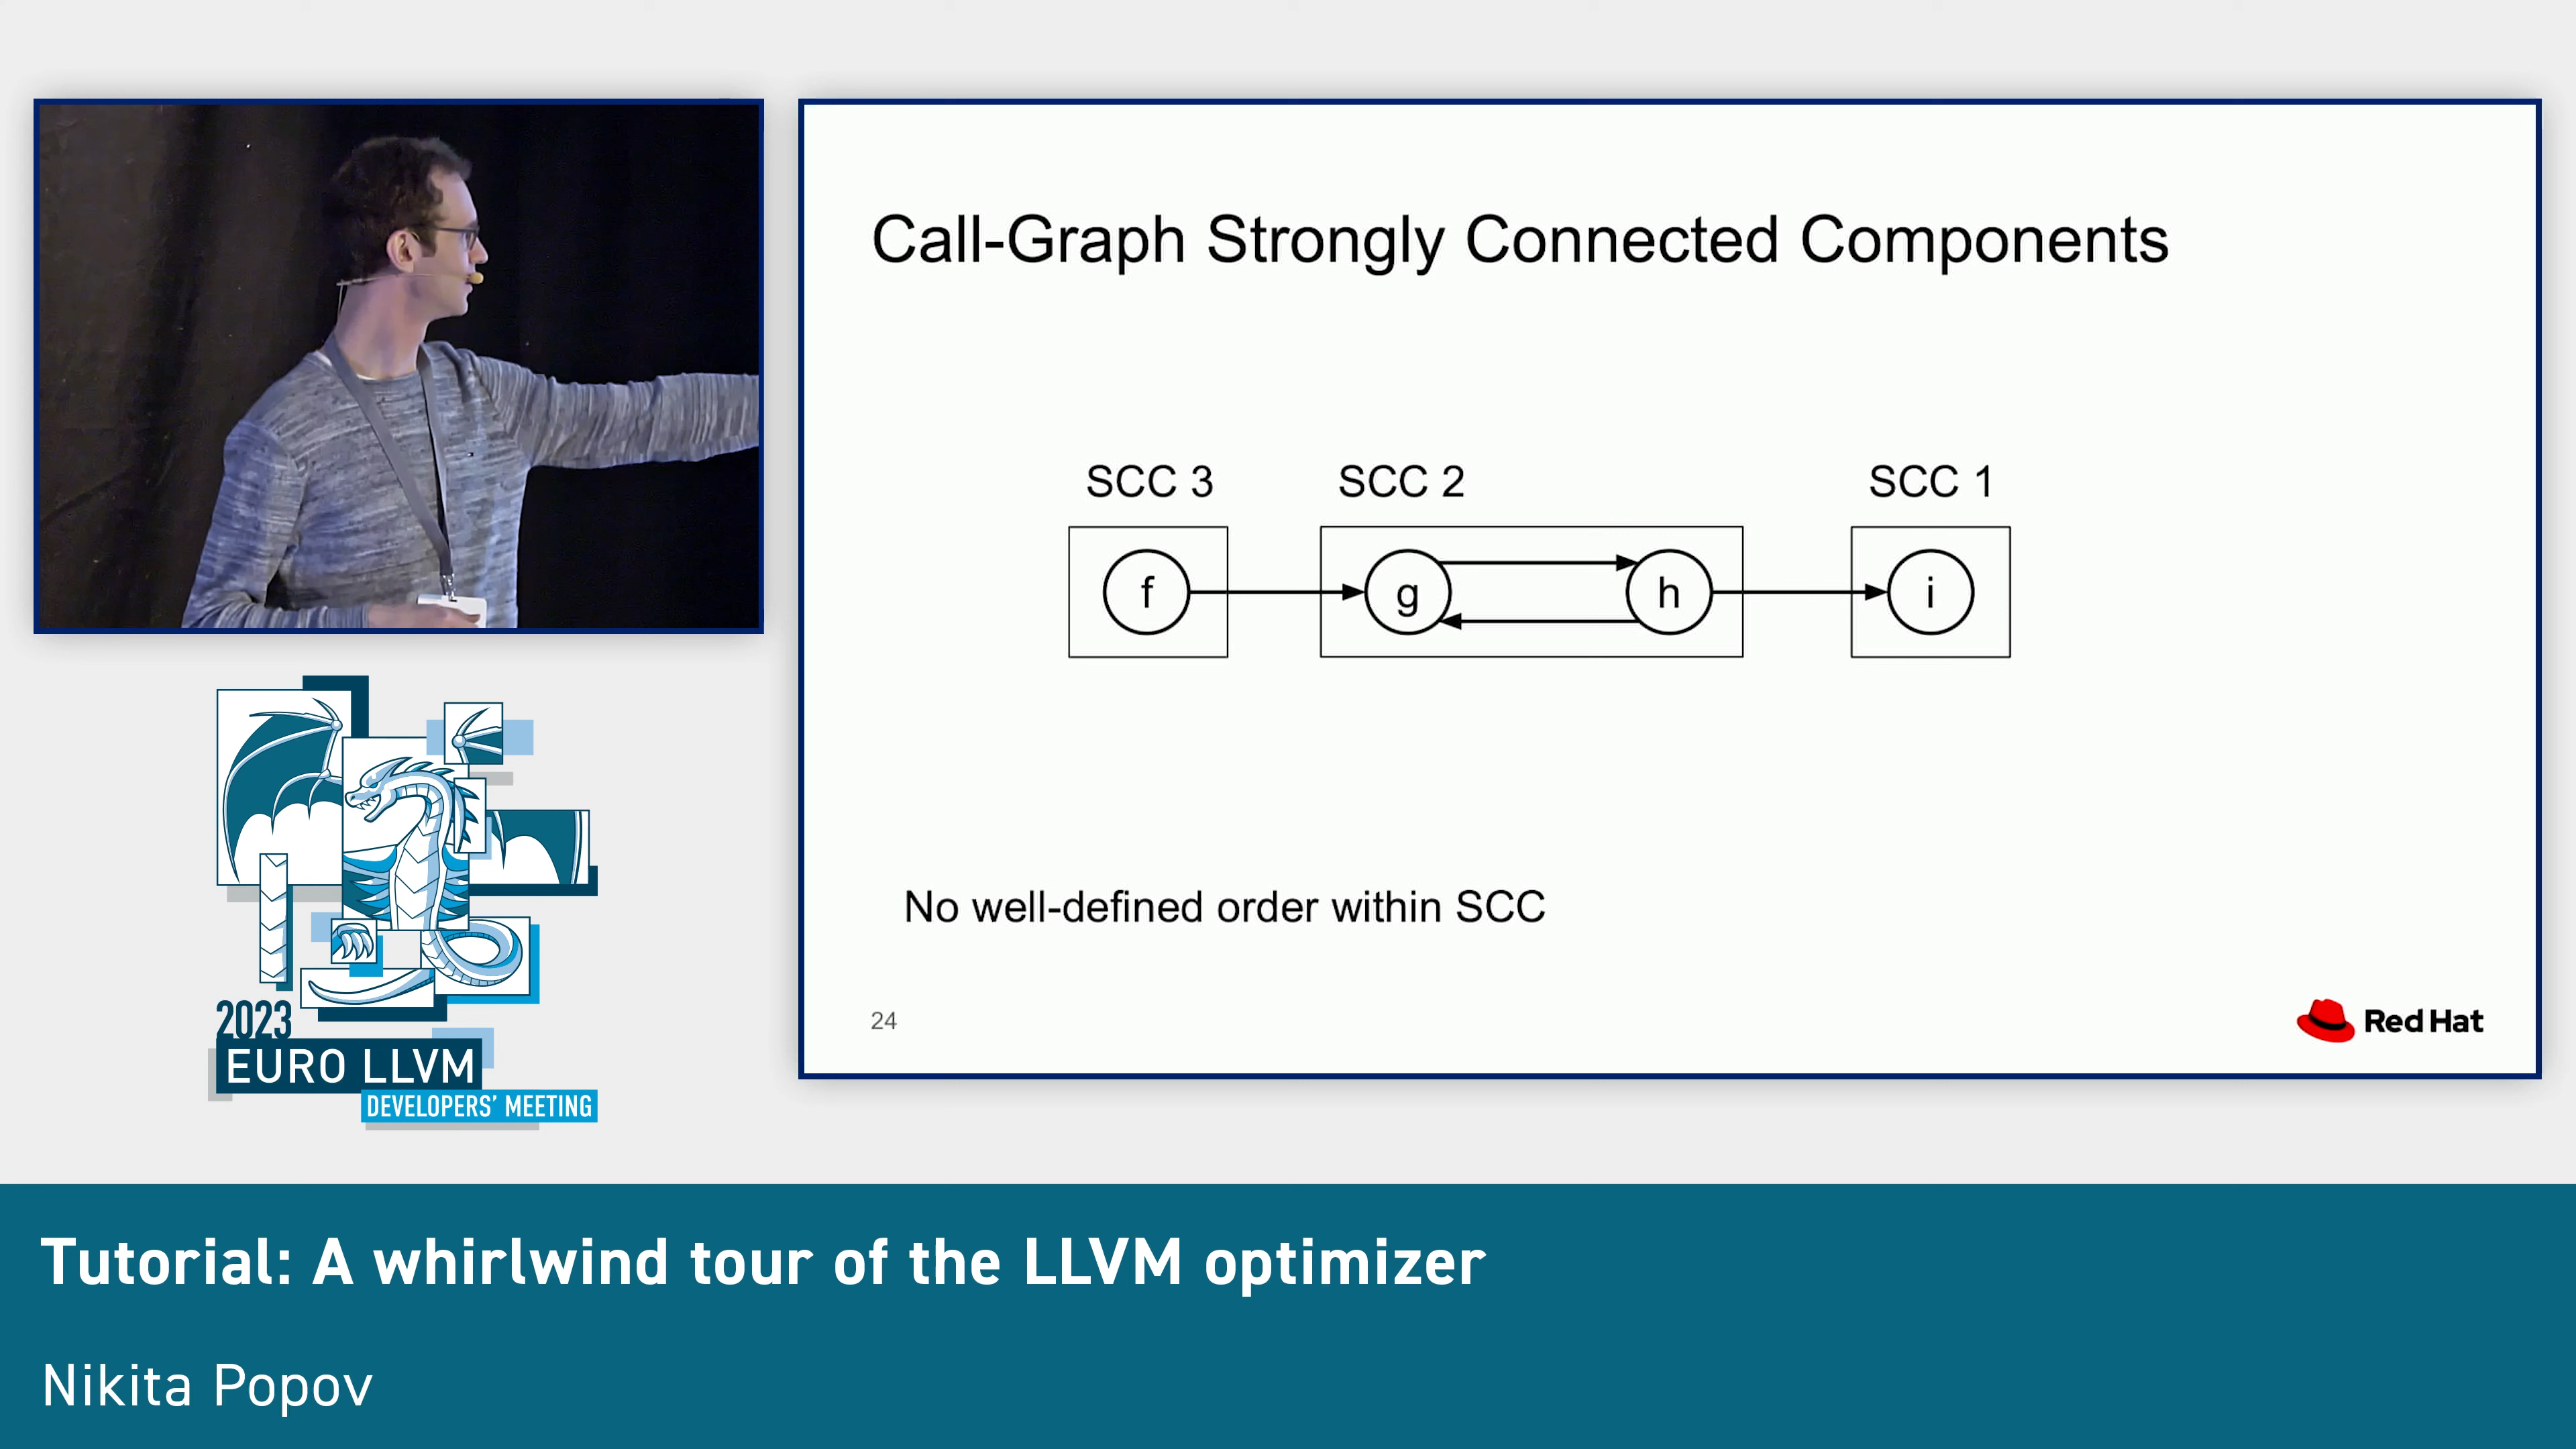 Call-Graph Strongly Connected Components
SCC 3
SCC 2
SCC 1
f
g
h
i
No well-defined order within SCC
24
Red Hat
2023
EURO LLVM
DEVELOPERS' MEETING
Tutorial: A whirlwind tour of the LLVM optimizer
Nikita Popov